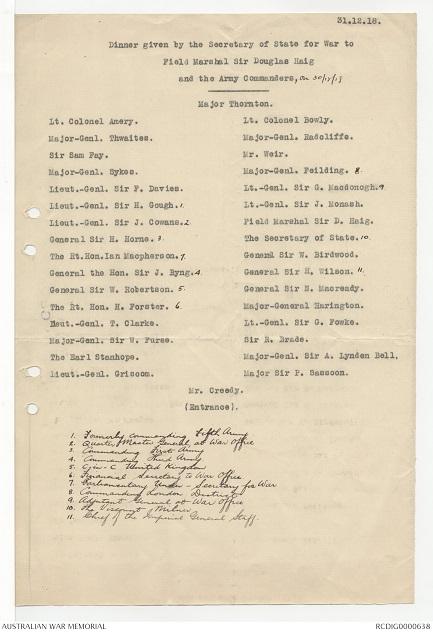 31.12.18.
Dinner given by the Secretary of State for War to
Field Marshal Sir Douglas Haig
and the Army Commanders, on 30/12/18
Major Thornton.
Lt. Colonel Amery. Lt. Colonel Bowly.
Major-Genl. Thwaites. Major-Genl. Radcliffe.
Sir Sam Fay. Mr. Weir.
Major-Genl. Sykes. Major-Genl. Feilding. 8.
Lieut.-Genl. Sir F. Davies. Lt.-Genl. Sir G. Macdonogh. 9
Lieut.-Genl. Sir H. Gough. 1. Lt.-Genl. Sir J. Monash.
Lieut.-Genl. Sir J. Cowans. 2 Field Marshal Sir D. Haig.
General Sir H. Horne. 3 The Secretary of State. 10.
The Rt.Hon.Ian Macpherson. 7. General Sir W. Birdwood.
General the Hon. Sir J. Byng. 4 General Sir H. Wilson. 11.
General Sir W. Robertson. 5. General Sir N. Macready.
The Rt. Hon. H. Forster. 6 Major-General Harington.
Lieut.-Genl. T. Clarke. Lt.-Genl. Sir G. Fowke.
Major-Genl. Sir W. Furse. Sir R. Brade.
The Earl Stanhope. Major-Genl. Sir A. Lynden Bell,
Lieut.-Genl. Griscom. Major Sir P. Sassoon.
Mr. Creedy.
(Entrance).
1. Formerly commanding Fifth Army
2. Quarter Master General at War Office
3 Commanding First Army
4. Commanding Third Army
5. C-in-C United Kingdom
6. Financial Secretary to War Office
7. Parliamentary Under-Secretary for War
8 Commanding London District
9. Adjutant General at War Office
10. The Viscount Milner
11. Chief of the Imperial General Staff.
AUSTRALIAN WAR MEMORIAL
RCDIG0000638